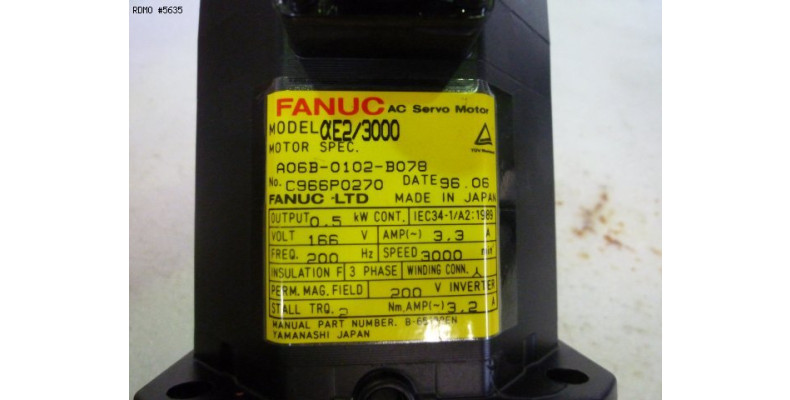 RDMO #5635
FANUC AC Servo Motor
MODEL αE2/3000
MOTOR SPEC.
A06B-0102-B078
No. C966P0270 DATE 96.06
FANUC LTD MADE IN JAPAN
OUTPUT 0.5 kW CONT. IEC34-1/A2:1989
VOLT 166 V AMP(~) 3,3 A
FREQ. 200 Hz SPEED 3000
INSULATION F 3 PHASE WINDING CONN.
PERM. MAG. FIELD 200 V INVERTER
STALL TRQ. 2 Nm, AMP(~) 3,2 A
MANUAL PART NUMBER.
YAMANASHI JAPAN